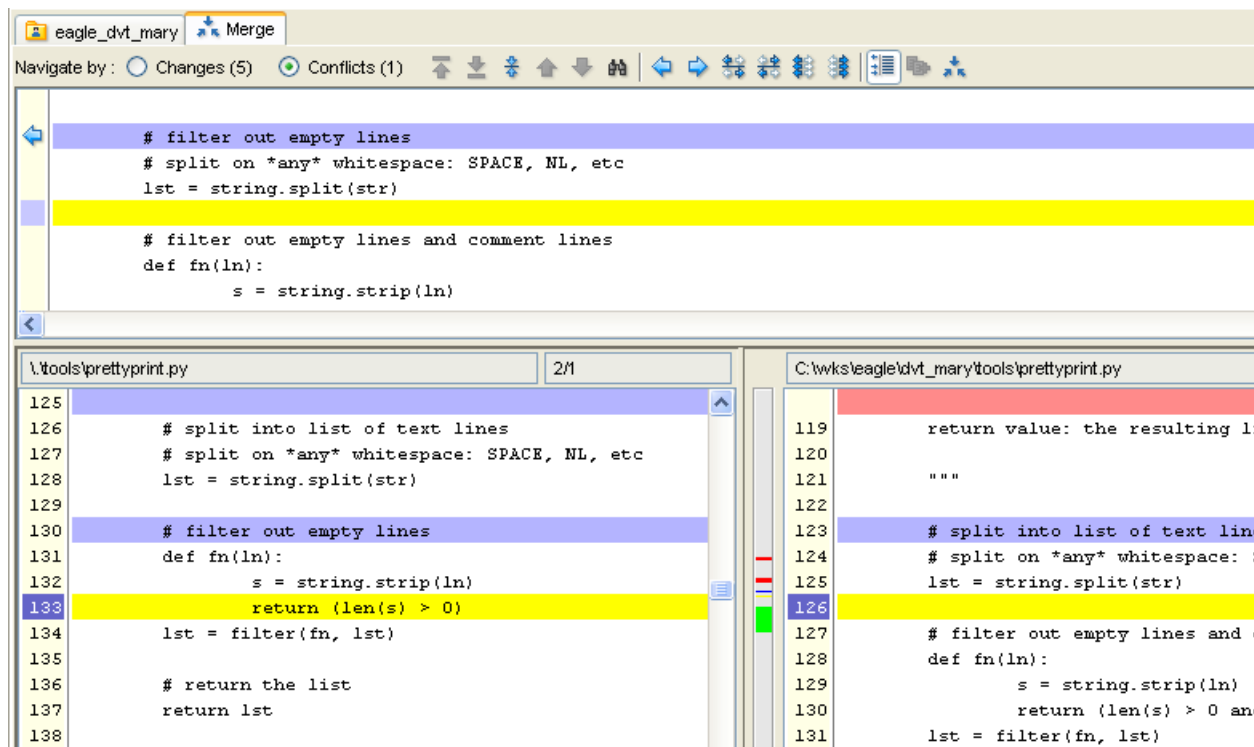 eagle_dvt_mary Merge
Navigate by : Changes (5) Conflicts (1)
# filter out empty lines
# split on *any* whitespace: SPACE, NL, etc
lst = string.split(str)
# filter out empty lines and comment lines
def fn(ln):
s = string.strip(ln)
\.\tools\prettyprint.py 2/1
125
126 # split into list of text lines
127 # split on *any* whitespace: SPACE, NL, etc
128 lst = string.split(str)
129
130 # filter out empty lines
131 def fn(ln):
132 s = string.strip(ln)
133 return (len(s) > 0)
134 lst = filter(fn, lst)
135
136 # return the list
137 return lst
138
C:\wks\eagle\dvt_mary\tools\prettyprint.py
119 return value: the resulting l
120
121 """
122
123 # split into list of text lin
124 # split on *any* whitespace:
125 lst = string.split(str)
126
127 # filter out empty lines and
128 def fn(ln):
129 s = string.strip(ln)
130 return (len(s) > 0 an
131 lst = filter(fn, lst)